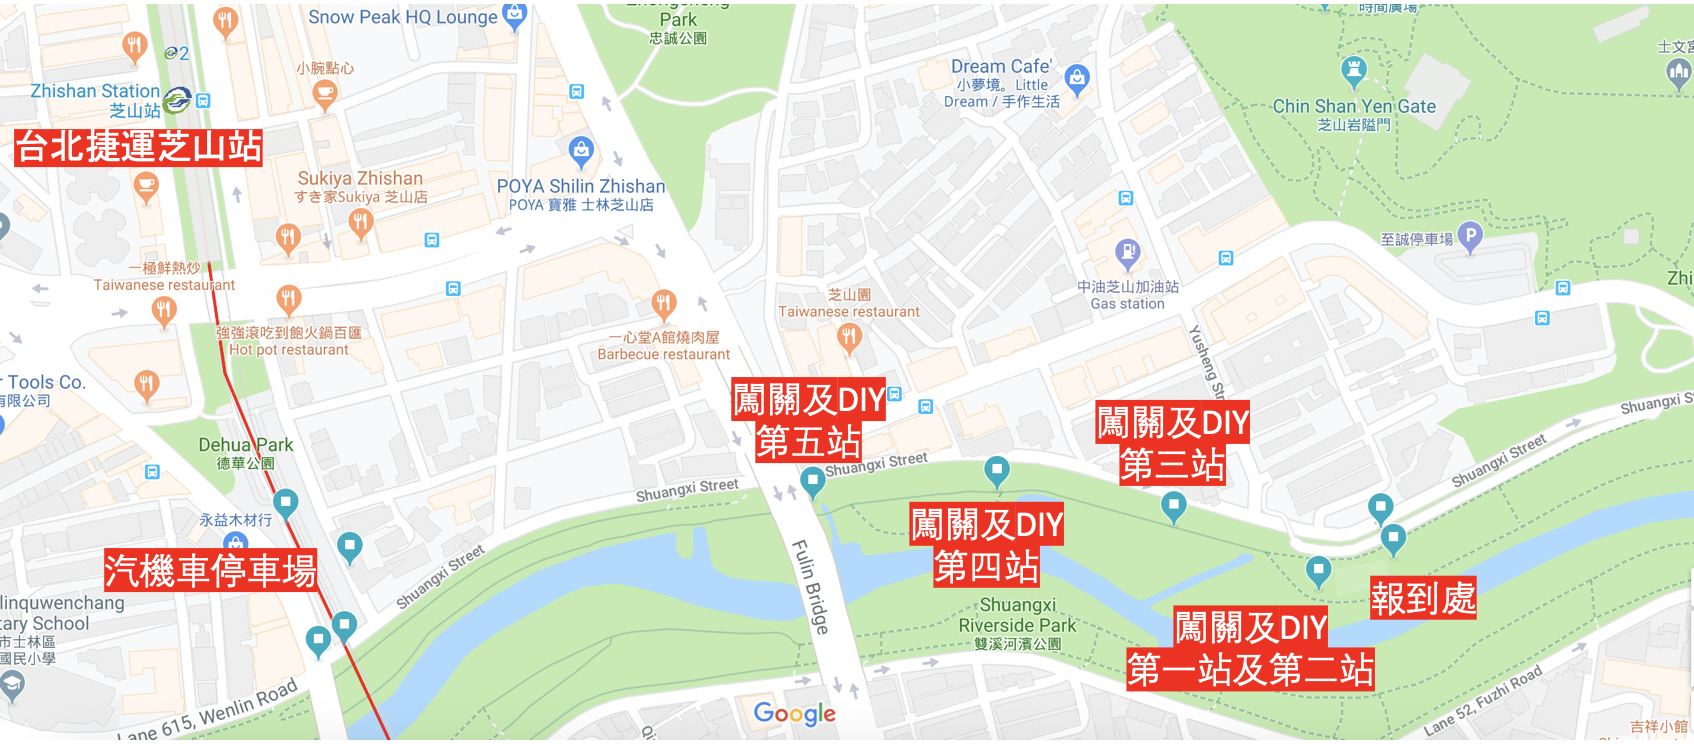 Snow Peak HQ Lounge
Zhongcheng
Park
忠誠公園
時間廣場
士文宮
2
小腕點心
Dream Cafe'
小夢境。Little
Dream / 手作生活
Zhishan Station
芝山站
Chin Shan Yen Gate
芝山岩隘門
台北捷運芝山站
Sukiya Zhishan
すき家Sukiya 芝山店
POYA Shilin Zhishan
POYA 寶雅 士林芝山店
至誠停車場
P
一極鮮熱炒
Taiwanese restaurant
中油芝山加油站
Gas station
Zhi
芝山園
Taiwanese restaurant
強強滾吃到飽火鍋百匯
Hot pot restaurant
一心堂A館燒肉屋
Barbecue restaurant
Yusheng Str
r Tools Co.
有限公司
闖關及DIY
第五站
闖關及DIY
第三站
Shuangxi St
Dehua Park
德華公園
Shuangxi Street
Shuangxi Street
Shuangxi Street
永益木材行
闖關及DIY
第四站
汽機車停車場
Shuangxi Street
Fulin Bridge
報到處
linquwenchang
tary School
市士林區
國民小學
Shuangxi
Riverside Park
雙溪河濱公園
闖關及DIY
第一站及第二站
Lane 615, Wenlin Road
Google
Lane 52, Fuzhi Road
吉祥小館